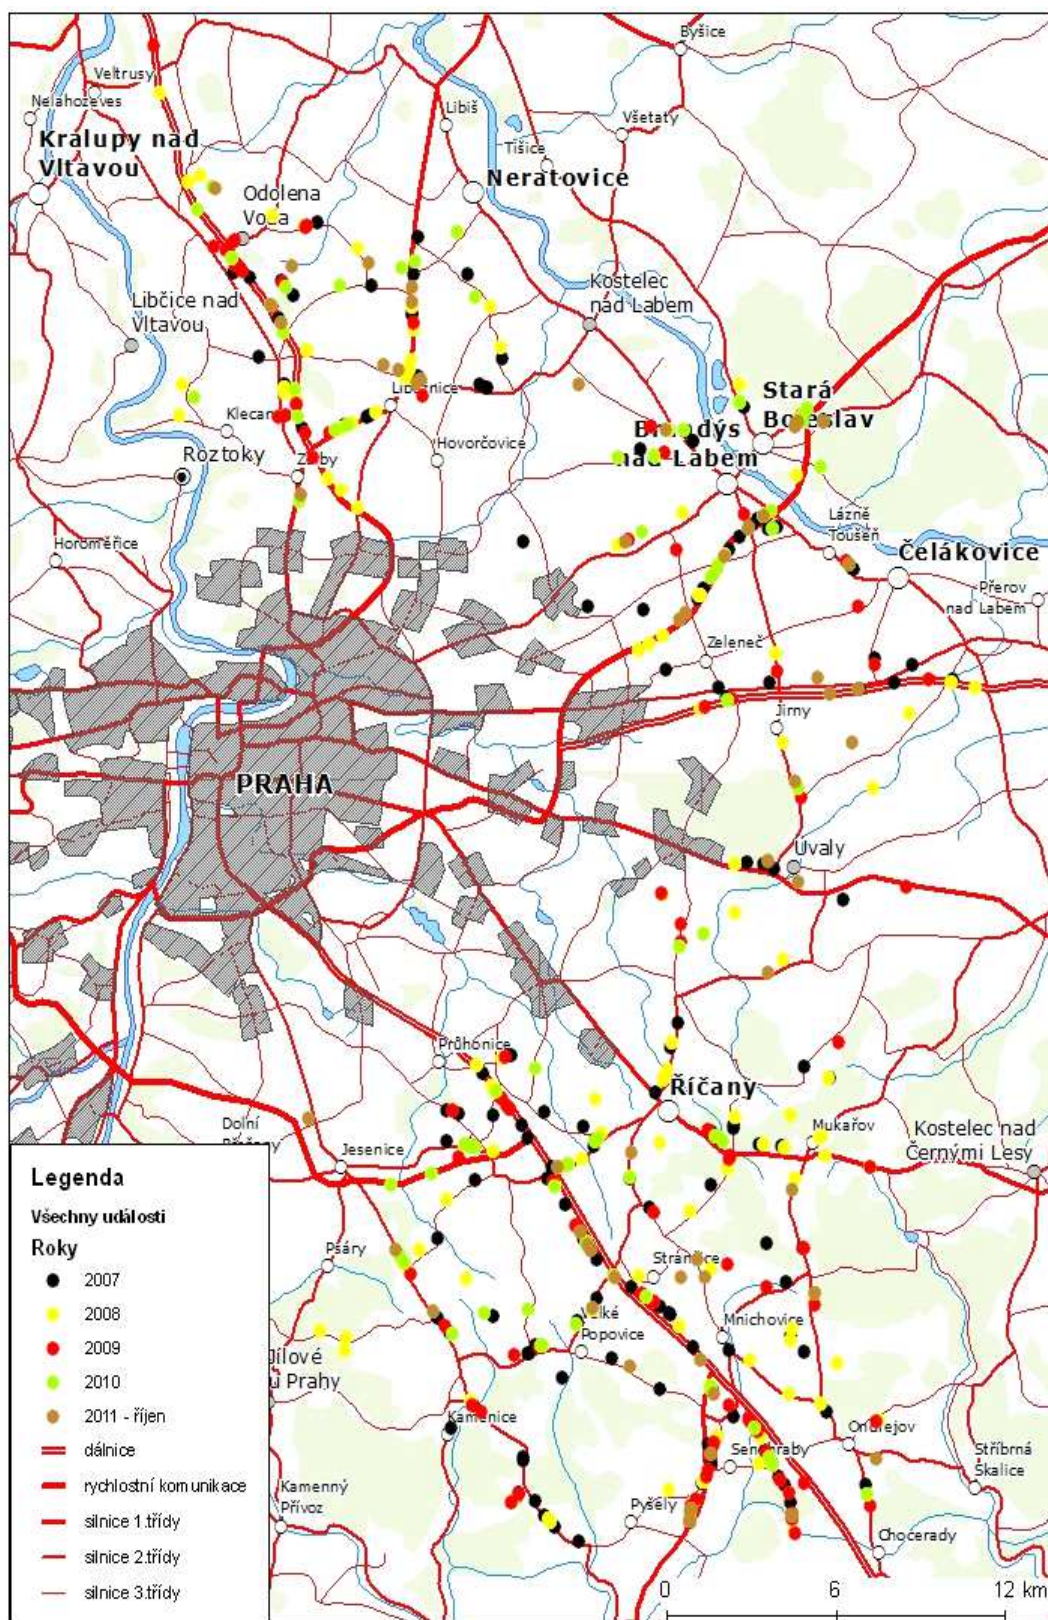 Byšice
Veltrusy
Nelahozeves
Libiš
Všetaty
Kralupy nad
Vltavou
Tišice
Neratovice
Odolena
Voda
Kostelec
nad Labem
Libčice nad
Vltavou
Stará
Boleslav
Klecany
Hovorčovice
Brandýs
nad Labem
Roztoky
Zdiby
Lázně
Toušeň
Horoměřice
Čelákovice
Přerov
nad Labem
Zeleneč
Jirny
PRAHA
Úvaly
Průhonice
Říčany
Dolní
Mukařov
Kostelec nad
Černými Lesy
Jesenice
Psáry
Strančice
Velké
Popovice
Mnichovice
Jílové
u Prahy
Kamenice
Ondřejov
Senohraby
Stříbrná
Skalice
Kamenný
Přívoz
Pyšely
Chocerady
Legenda
Všechny události
Roky
2007
2008
2009
2010
2011 - říjen
dálnice
rychlostní komunikace
silnice 1.třídy
silnice 2.třídy
silnice 3.třídy
0 6 12 km